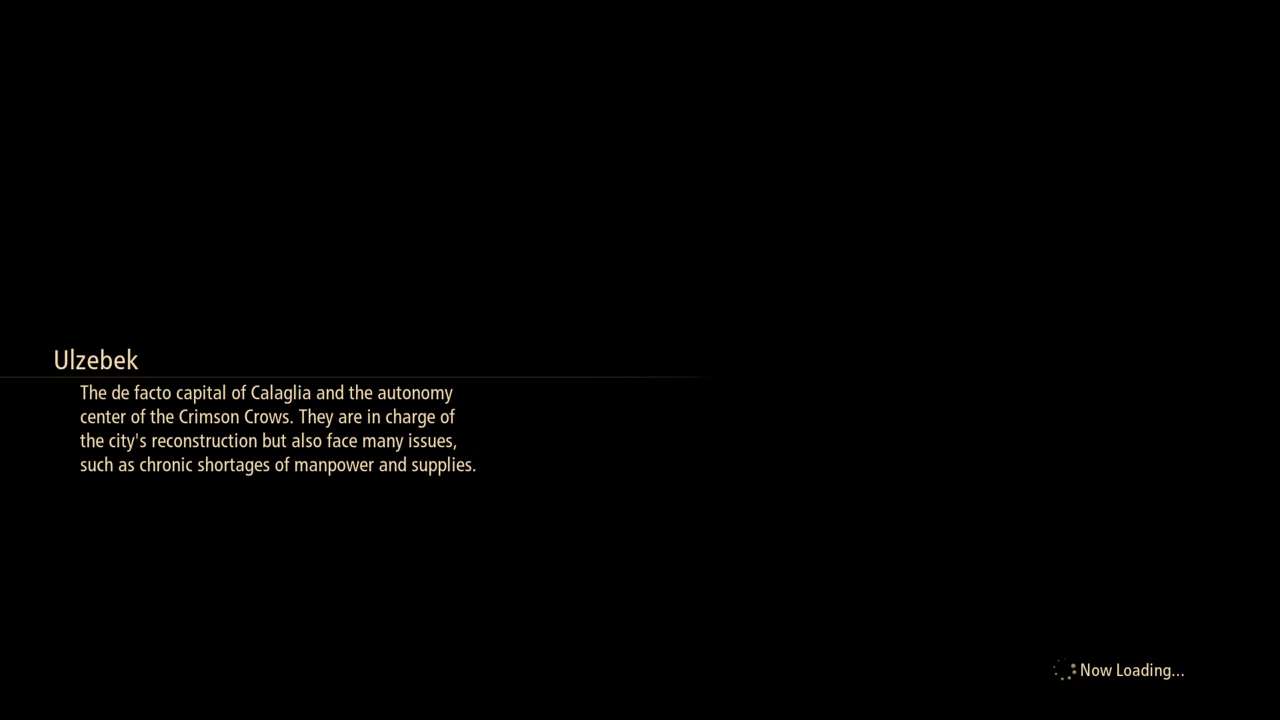 Ulzebek
The de facto capital of Calaglia and the autonomy
center of the Crimson Crows. They are in charge of
the city's reconstruction but also face many issues,
such as chronic shortages of manpower and supplies.
Now Loading...